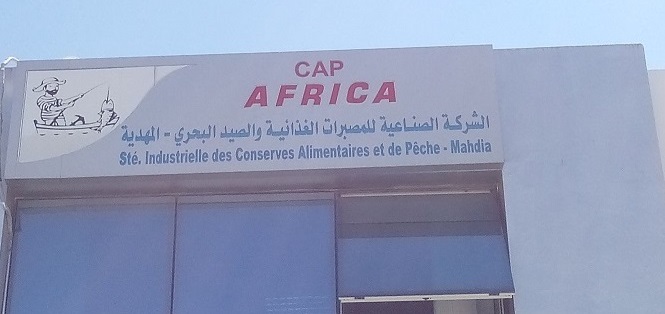 CAP
AFRICA
الشركة الصناعية للمصبرات الغذائية والصيد البحري - المهدية
Sté, Industrielle des Conserves Alimentaires et de Pêche - Mahdia